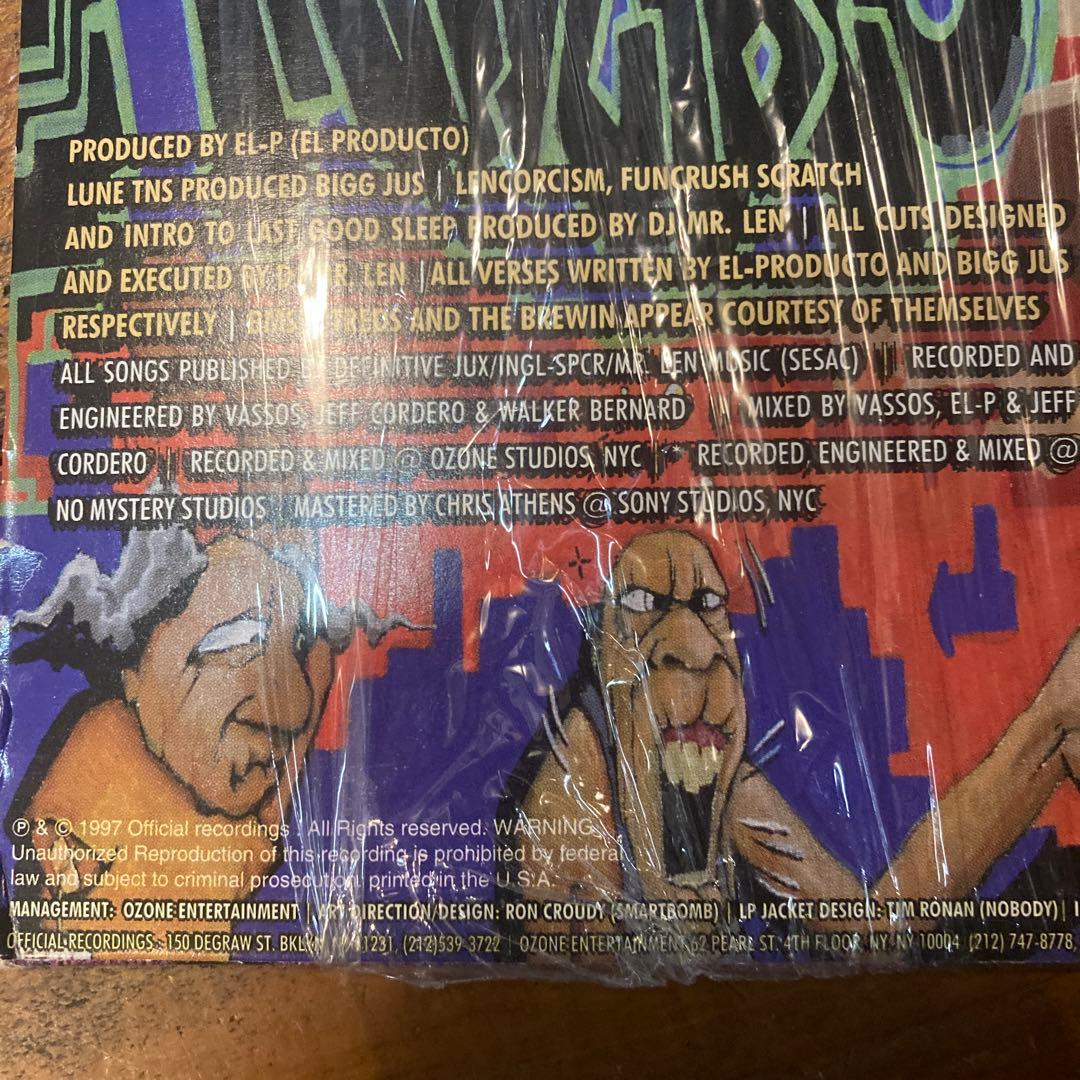 PRODUCED BY EL-P (EL PRODUCTO)
LUNE TNS PRODUCED BIGG JUS | LENCORCISM, FUNCRUSH SCRATCH
AND INTRO TO LAST GOOD SLEEP PRODUCED BY DJ MR. LEN | ALL CUTS DESIGNED
AND EXECUTED BY DJ MR. LEN | ALL VERSES WRITTEN BY EL-PRODUCTO AND BIGG JUS
RESPECTIVELY | AND THE BREWIN APPEAR COURTESY OF THEMSELVES
ALL SONGS PUBLISHED BY DEFINITIVE JUX/INGL-SPCR/MR. LEN MUSIC (SESAC) | RECORDED AND
ENGINEERED BY VASSOS, JEFF CORDERO & WALKER BERNARD | MIXED BY VASSOS, EL-P & JEFF
CORDERO | RECORDED & MIXED @ OZONE STUDIOS, NYC | * RECORDED, ENGINEERED & MIXED @
NO MYSTERY STUDIOS | MASTERED BY CHRIS ATHENS @ SONY STUDIOS, NYC
℗ & © 1997 Official recordings. All Rights reserved. WARNING:
Unauthorized Reproduction of this recording is prohibited by federal
law and subject to criminal prosecution. printed in the U.S.A.
MANAGEMENT: OZONE ENTERTAINMENT | ART DIRECTION/DESIGN: RON CROUDY (SMARTBOMB) | LP JACKET DESIGN: TIM RONAN (NOBODY) |
OFFICIAL RECORDINGS : 150 DEGRAW ST. 11231, (212)539-3722 | OZONE ENTERTAINMENT 62 PEARL ST. 4TH FLOOR, NY NY 10004 (212) 747-8778,